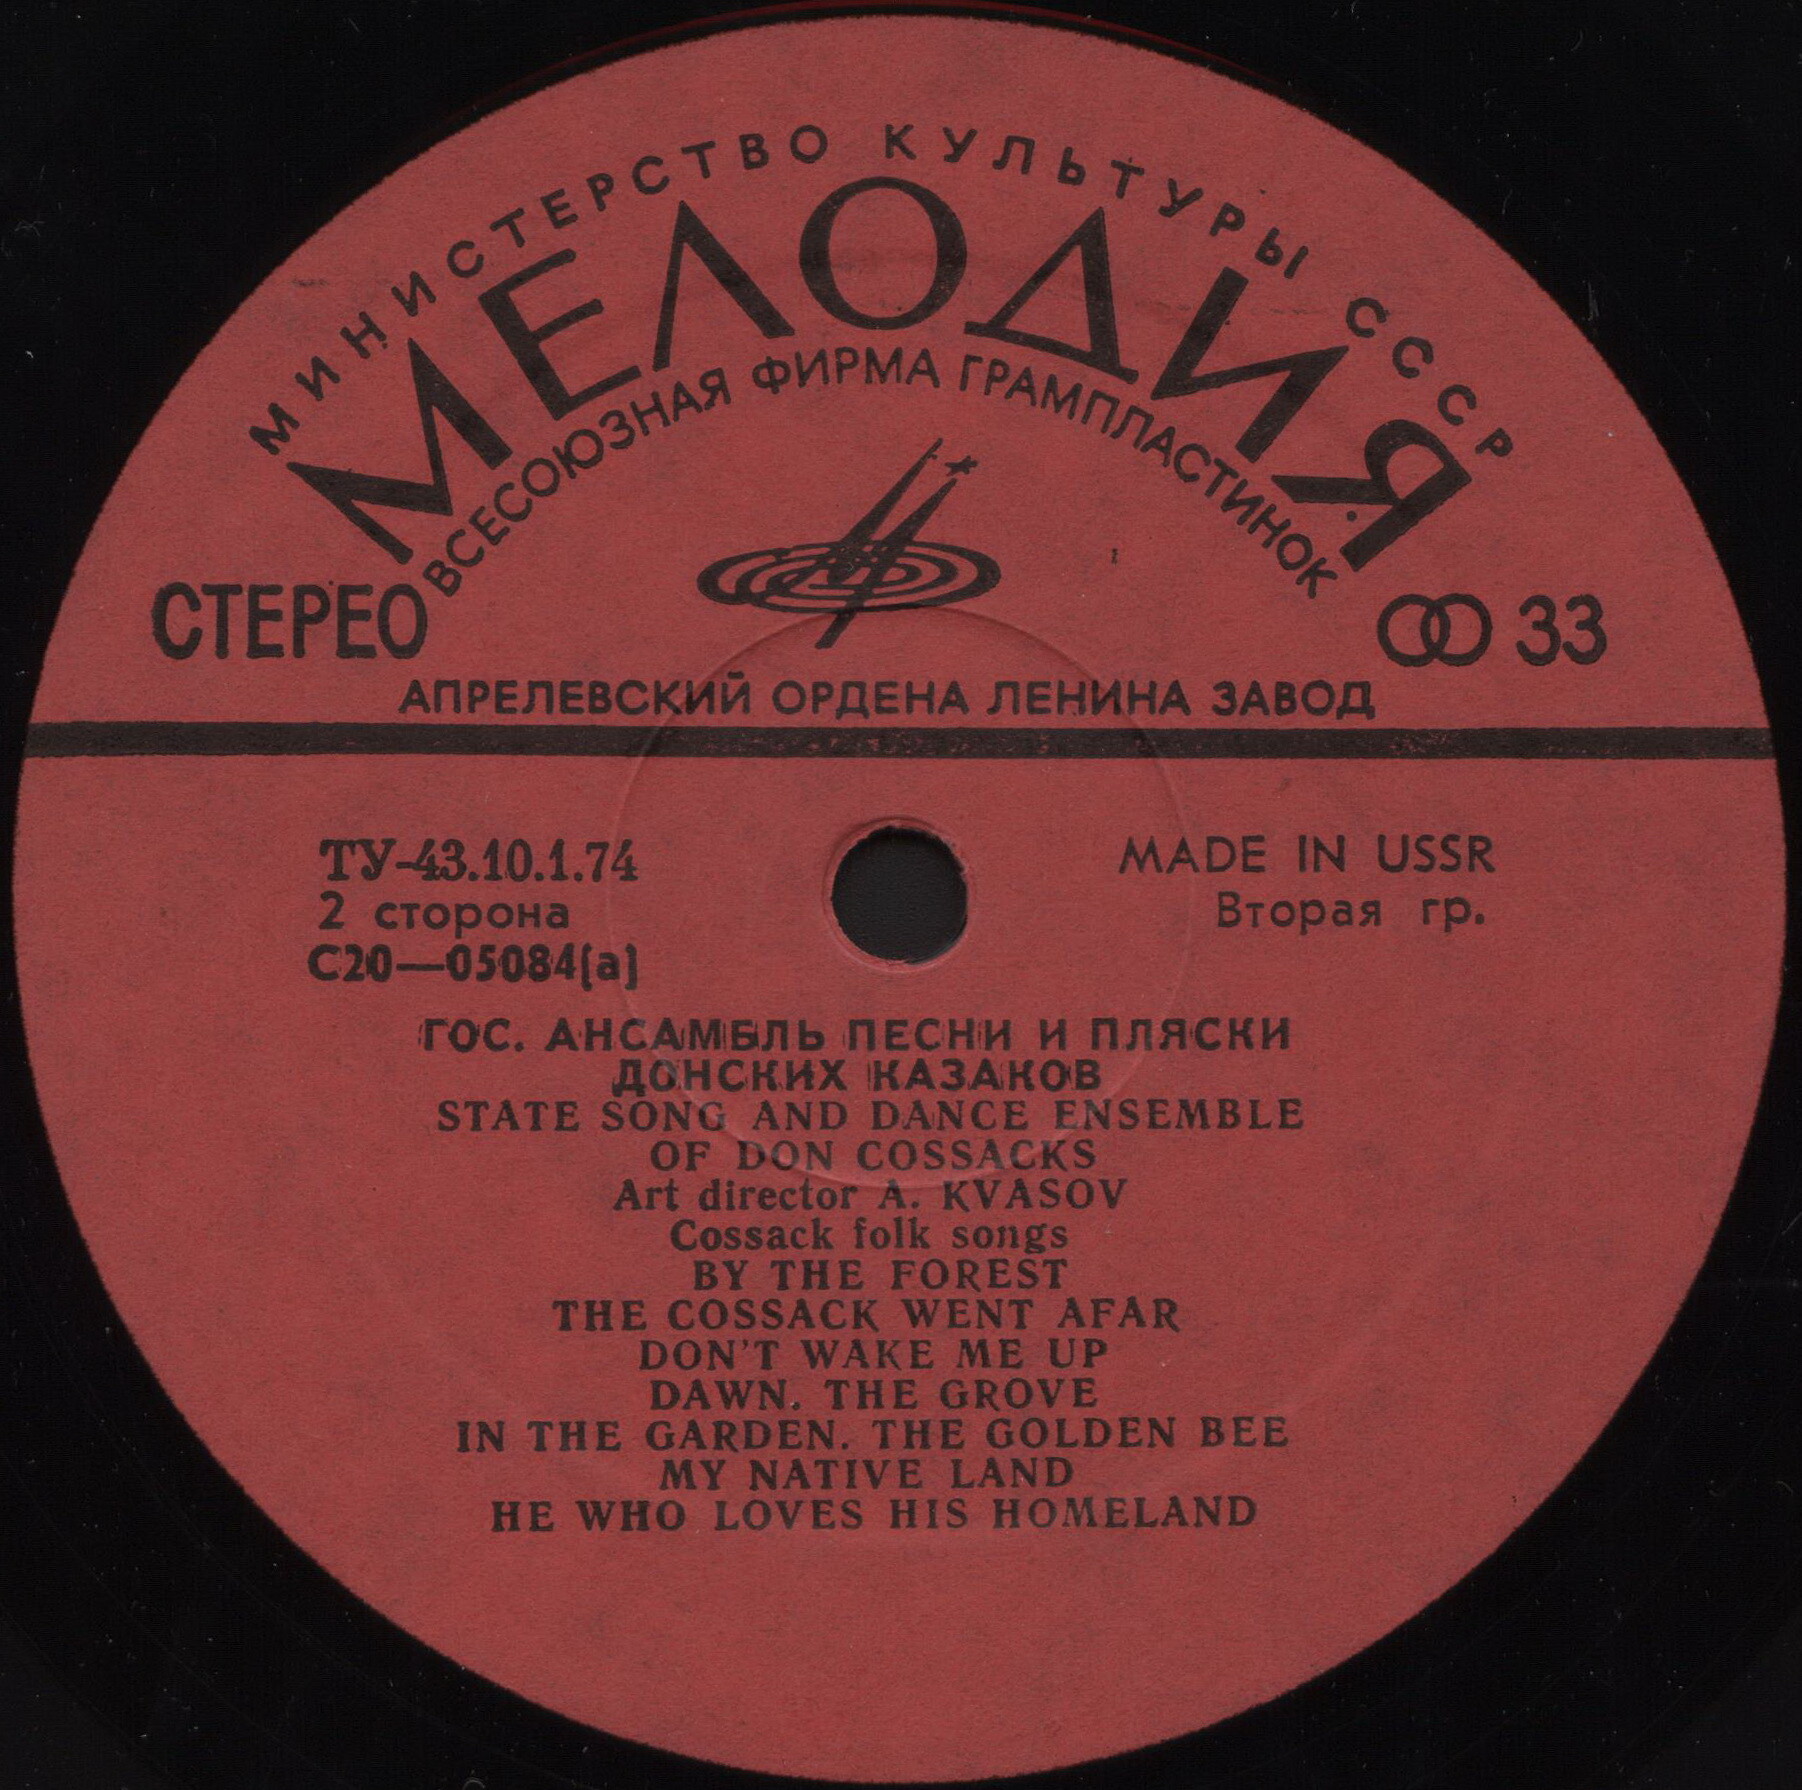 МИНИСТЕРСТВО КУЛЬТУРЫ СССР
МЕЛОДИЯ
ВСЕСОЮЗНАЯ ФИРМА ГРАМПЛАСТИНОК
СТЕРЕО 33
АПРЕЛЕВСКИЙ ОРДЕНА ЛЕНИНА ЗАВОД
ТУ-43.10.1.74 MADE IN USSR
2 сторона Вторая гр.
С20—05084(а)
ГОС. АНСАМБЛЬ ПЕСНИ И ПЛЯСКИ
ДОНСКИХ КАЗАКОВ
STATE SONG AND DANCE ENSEMBLE
OF DON COSSACKS
Art director A. KVASOV
Cossack folk songs
BY THE FOREST
THE COSSACK WENT AFAR
DON'T WAKE ME UP
DAWN. THE GROVE
IN THE GARDEN. THE GOLDEN BEE
MY NATIVE LAND
HE WHO LOVES HIS HOMELAND